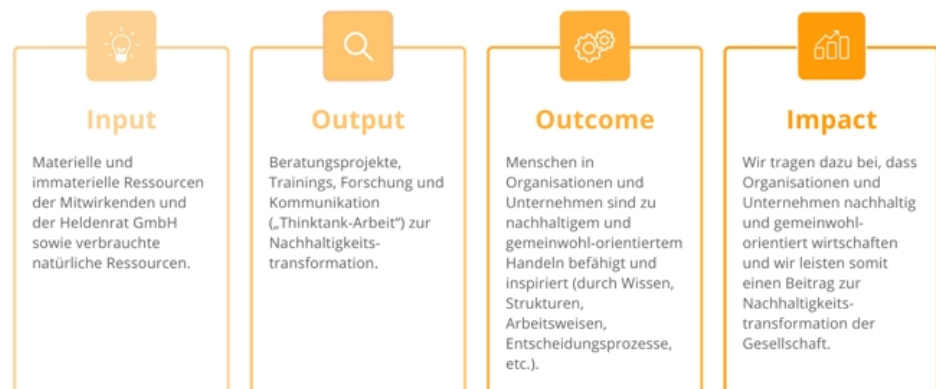 Input
Materielle und
immaterielle Ressourcen
der Mitwirkenden und
der Heldenrat GmbH
sowie verbrauchte
natürliche Ressourcen.
Output
Beratungsprojekte,
Trainings, Forschung und
Kommunikation
(„Thinktank-Arbeit“) zur
Nachhaltigkeits-
transformation.
Outcome
Menschen in
Organisationen und
Unternehmen sind zu
nachhaltigem und
gemeinwohl-orientiertem
Handeln befähigt und
inspiriert (durch Wissen,
Strukturen,
Arbeitsweisen,
Entscheidungsprozesse,
etc.).
Impact
Wir tragen dazu bei, dass
Organisationen und
Unternehmen nachhaltig
und gemeinwohl-
orientiert wirtschaften
und wir leisten somit
einen Beitrag zur
Nachhaltigkeits-
transformation der
Gesellschaft.